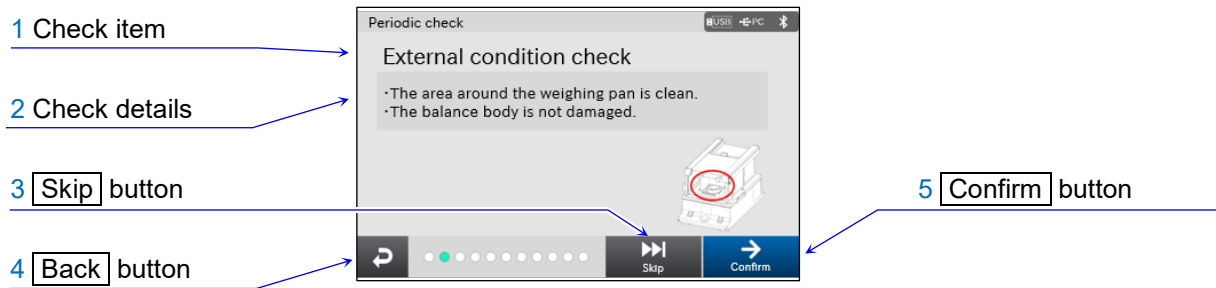 1 Check item
2 Check details
3 Skip button
4 Back button
Periodic check
USB PC
External condition check
·The area around the weighing pan is clean.
·The balance body is not damaged.
Skip
Confirm
5 Confirm button